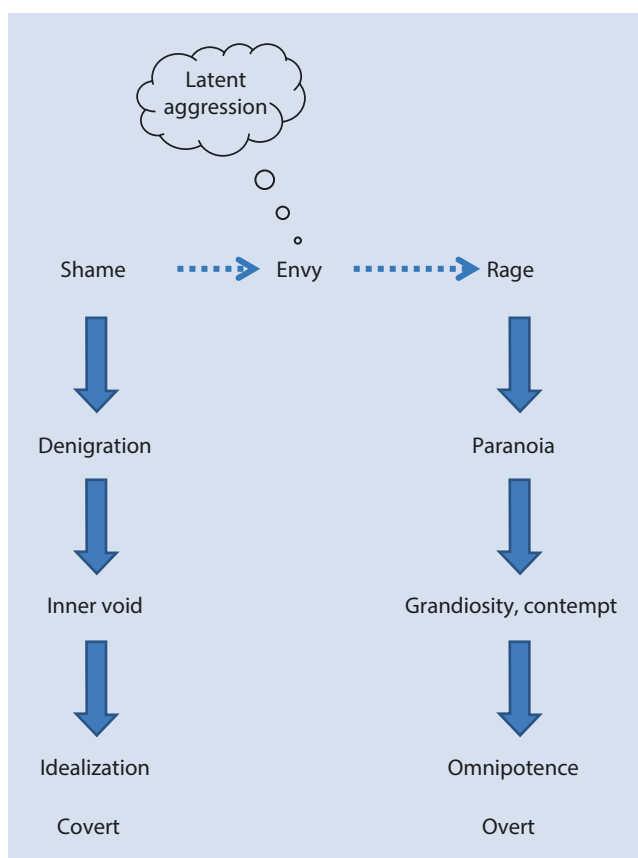 Latent
aggression
Shame Envy Rage
Denigration Paranoia
Inner void Grandiosity, contempt
Idealization Omnipotence
Covert Overt